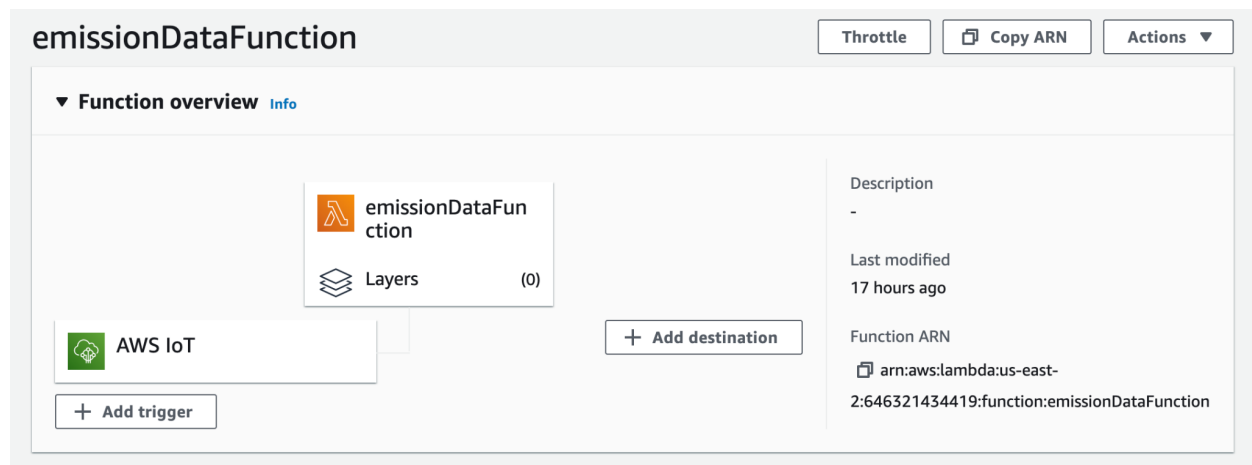 emissionDataFunction
Throttle
Copy ARN
Actions
Function overview Info
emissionDataFun
ction
Layers (0)
AWS IoT
Add trigger
Add destination
Description
-
Last modified
17 hours ago
Function ARN
arn:aws:lambda:us-east-
2:646321434419:function:emissionDataFunction